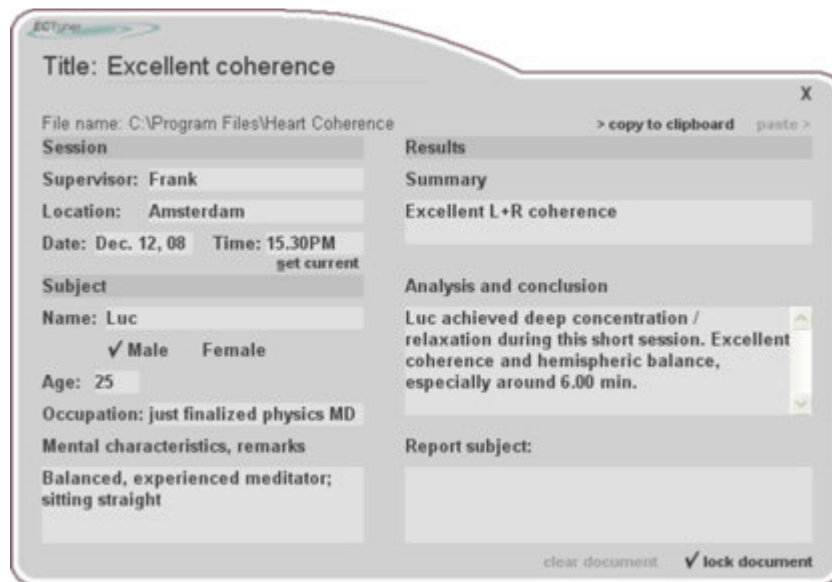 ECTuner
Title: Excellent coherence
X
File name: C:\Program Files\Heart Coherence
> copy to clipboard paste >
Session
Supervisor: Frank
Location: Amsterdam
Date: Dec. 12, 08 Time: 15.30PM
set current
Subject
Name: Luc
✓ Male Female
Age: 25
Occupation: just finalized physics MD
Mental characteristics, remarks
Balanced, experienced meditator;
sitting straight
Results
Summary
Excellent L+R coherence
Analysis and conclusion
Luc achieved deep concentration /
relaxation during this short session. Excellent
coherence and hemispheric balance,
especially around 6.00 min.
Report subject:
clear document ✓ lock document